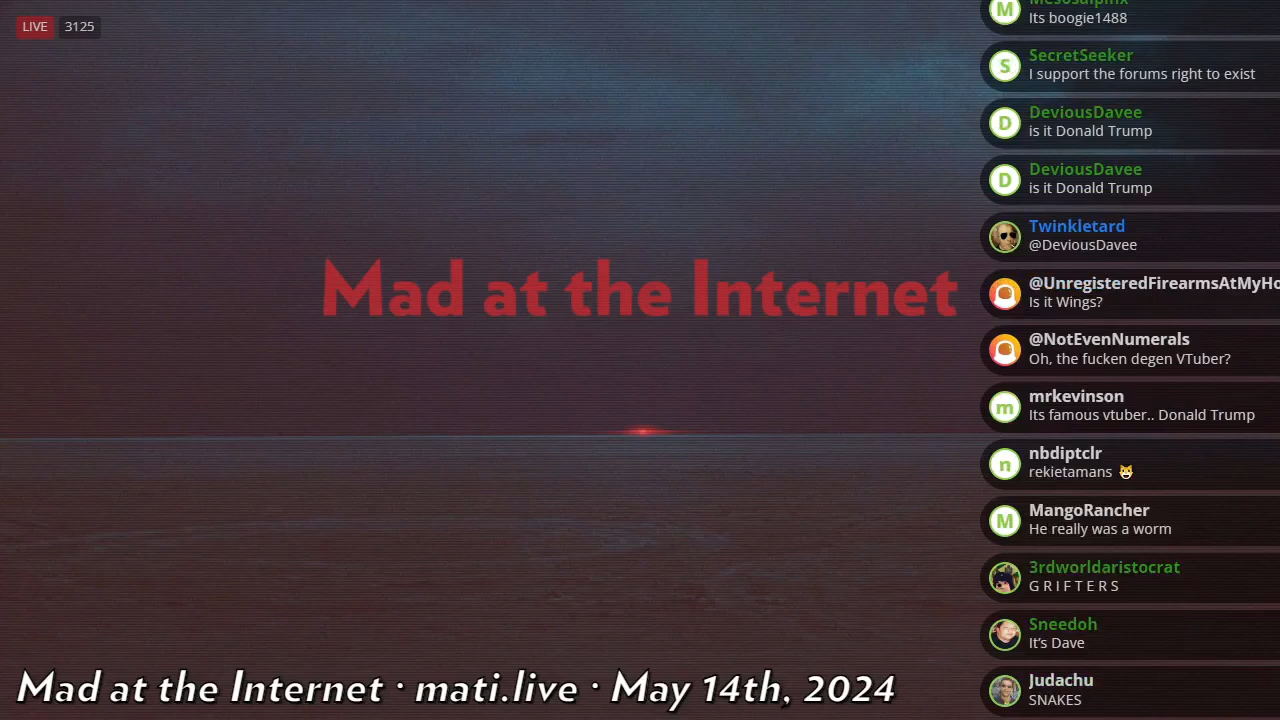 LIVE 3125
Mad at the Internet
Its boogie1488
SecretSeeker
I support the forums right to exist
DeviousDavee
is it Donald Trump
DeviousDavee
is it Donald Trump
Twinkletard
@DeviousDavee
@UnregisteredFirearmsAtMyHo
Is it Wings?
@NotEvenNumerals
Oh, the fucken degen VTuber?
mrkevinson
Its famous vtuber.. Donald Trump
nbdiptclr
rekietamans 😺
MangoRancher
He really was a worm
3rdworldaristocrat
G R I F T E R S
Sneedoh
It’s Dave
Judachu
SNAKES
Mad at the Internet · mati.live · May 14th, 2024